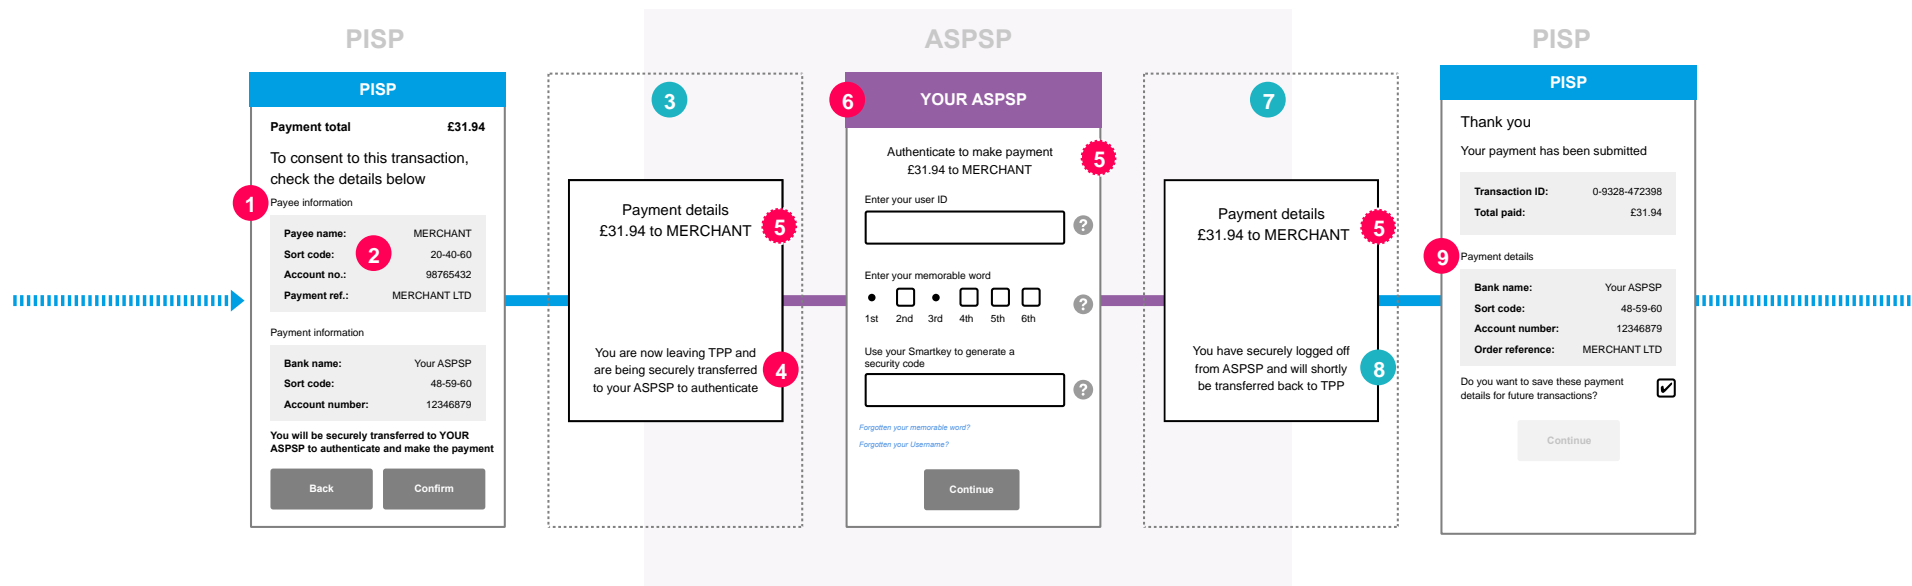 PISP
ASPSP
PISP
PISP
Payment total £31.94
To consent to this transaction,
check the details below
1
Payee information
Payee name: MERCHANT
Sort code: 20-40-60
2
Account no.: 98765432
Payment ref.: MERCHANT LTD
Payment information
Bank name: Your ASPSP
Sort code: 48-59-60
Account number: 12346879
You will be securely transferred to YOUR
ASPSP to authenticate and make the payment
Back Confirm
3
Payment details
£31.94 to MERCHANT
5
You are now leaving TPP and
are being securely transferred
to your ASPSP to authenticate
4
6
YOUR ASPSP
Authenticate to make payment
£31.94 to MERCHANT
5
Enter your user ID
?
Enter your memorable word
?
1st 2nd 3rd 4th 5th 6th
Use your Smartkey to generate a
security code
?
Forgotten your memorable word?
Forgotten your Username?
Continue
7
Payment details
£31.94 to MERCHANT
5
You have securely logged off
from ASPSP and will shortly
be transferred back to TPP
8
PISP
Thank you
Your payment has been submitted
Transaction ID: 0-9328-472398
Total paid: £31.94
9
Payment details
Bank name: Your ASPSP
Sort code: 48-59-60
Account number: 12346879
Order reference: MERCHANT LTD
Do you want to save these payment
details for future transactions?
Continue